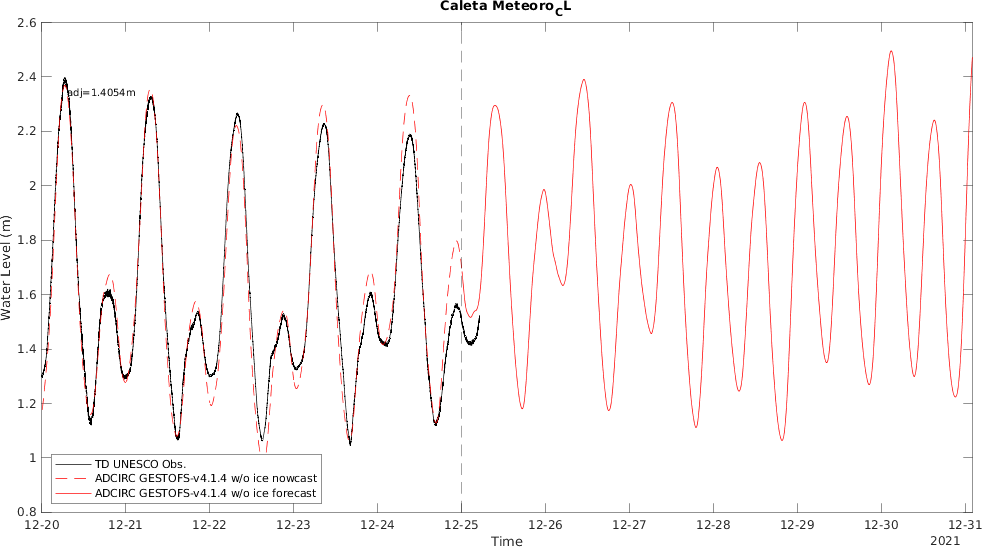 Caleta Meteoro_CL
2.6
2.4
adj=1.4054m
2.2
2
1.8
1.6
1.4
1.2
1
0.8
Water Level (m)
TD UNESCO Obs.
ADCIRC GESTOFS-v4.1.4 w/o ice nowcast
ADCIRC GESTOFS-v4.1.4 w/o ice forecast
12-20 12-21 12-22 12-23 12-24 12-25 12-26 12-27 12-28 12-29 12-30 12-31
Time
2021